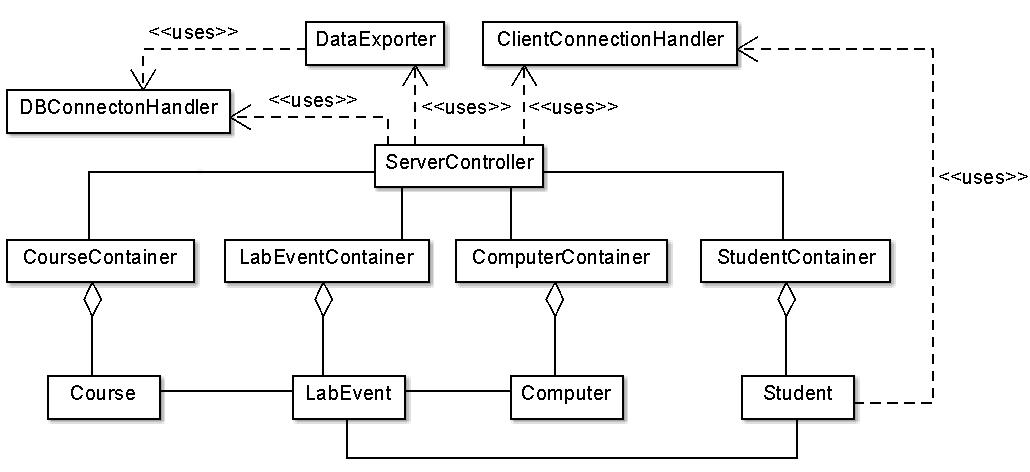 <<uses>>
DataExporter
ClientConnectionHandler
DBConnectonHandler
<<uses>>
<<uses>>
<<uses>>
ServerController
<<uses>>
CourseContainer
LabEventContainer
ComputerContainer
StudentContainer
Course
LabEvent
Computer
Student